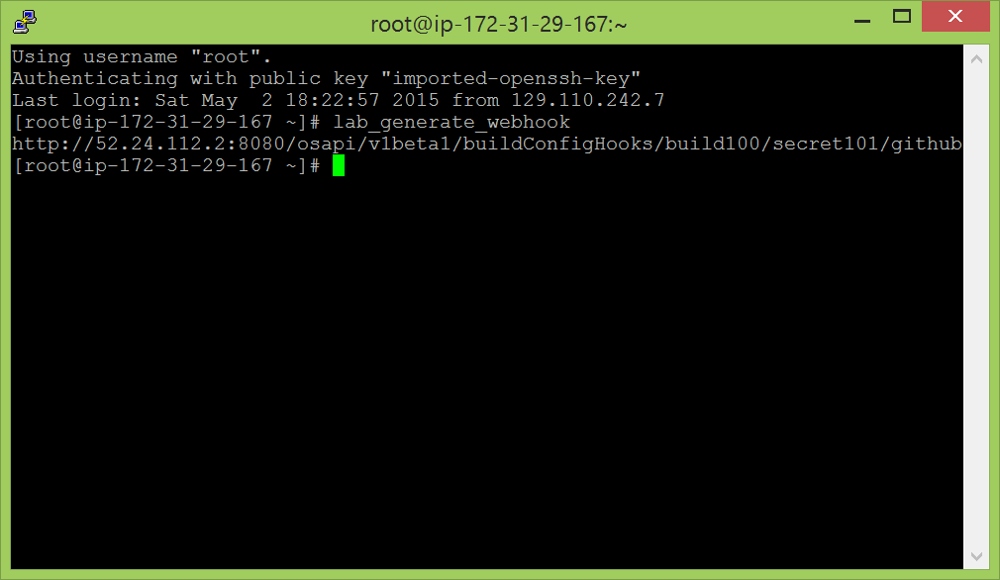 root@ip-172-31-29-167:~
Using username "root".
Authenticating with public key "imported-openssh-key"
Last login: Sat May  2 18:22:57 2015 from 129.110.242.7
[root@ip-172-31-29-167 ~]# lab_generate_webhook
http://52.24.112.2:8080/osapi/v1beta1/buildConfigHooks/build100/secret101/github
[root@ip-172-31-29-167 ~]#